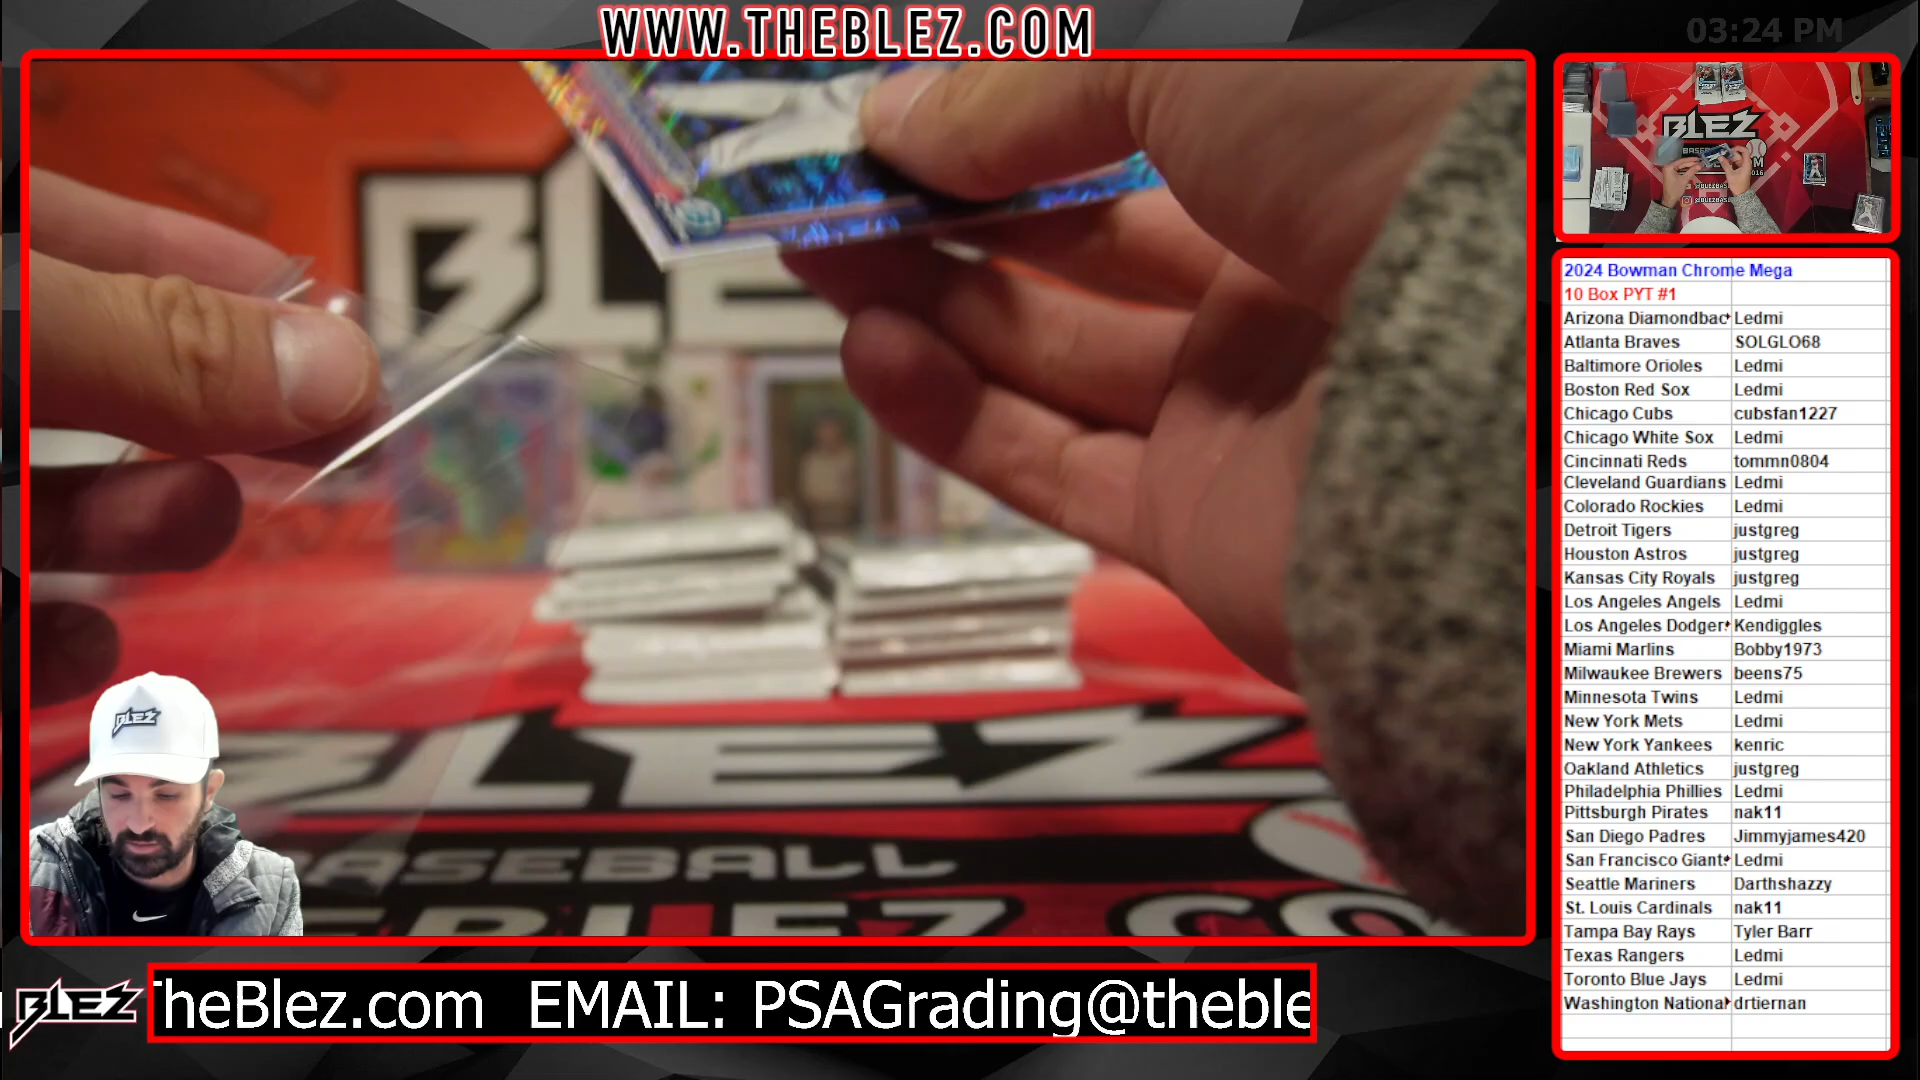 WWW.THEBLEZ.COM
03:24 PM
BLEZ
BLEZ
BASEBALL
BLEZ
BLEZ
2024 Bowman Chrome Mega
10 Box PYT #1
Arizona Diamondbac Ledmi
Atlanta Braves SOLGLO68
Baltimore Orioles Ledmi
Boston Red Sox Ledmi
Chicago Cubs cubsfan1227
Chicago White Sox Ledmi
Cincinnati Reds tommn0804
Cleveland Guardians Ledmi
Colorado Rockies Ledmi
Detroit Tigers justgreg
Houston Astros justgreg
Kansas City Royals justgreg
Los Angeles Angels Ledmi
Los Angeles Dodger Kendiggles
Miami Marlins Bobby1973
Milwaukee Brewers beens75
Minnesota Twins Ledmi
New York Mets Ledmi
New York Yankees kenric
Oakland Athletics justgreg
Philadelphia Phillies Ledmi
Pittsburgh Pirates nak11
San Diego Padres Jimmyjames420
San Francisco Giant Ledmi
Seattle Mariners Darthshazzy
St. Louis Cardinals nak11
Tampa Bay Rays Tyler Barr
Texas Rangers Ledmi
Toronto Blue Jays Ledmi
Washington National drtiernan
BLEZ
TheBlez.com EMAIL: PSAGrading@theble